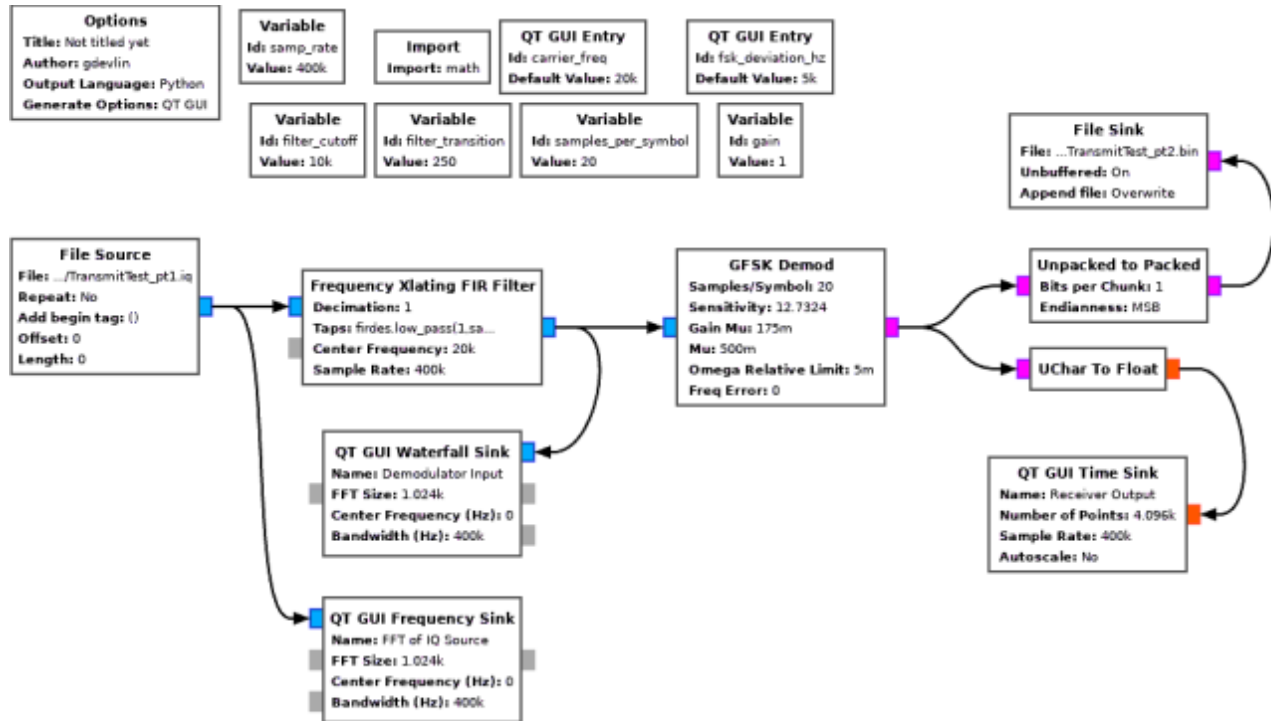 Options
Title: Not titled yet
Author: gdevlin
Output Language: Python
Generate Options: QT GUI
Variable
Id: samp_rate
Value: 400k
Import
Import: math
QT GUI Entry
Id: carrier_freq
Default Value: 20k
QT GUI Entry
Id: fsk_deviation_hz
Default Value: 5k
Variable
Id: filter_cutoff
Value: 10k
Variable
Id: filter_transition
Value: 250
Variable
Id: samples_per_symbol
Value: 20
Variable
Id: gain
Value: 1
File Sink
File: ...TransmitTest_pt2.bin
Unbuffered: On
Append file: Overwrite
File Source
File: .../TransmitTest_pt1.iq
Repeat: No
Add begin tag: ()
Offset: 0
Length: 0
Frequency Xlating FIR Filter
Decimation: 1
Taps: firdes.low_pass(1,sa...
Center Frequency: 20k
Sample Rate: 400k
GFSK Demod
Samples/Symbol: 20
Sensitivity: 12.7324
Gain Mu: 175m
Mu: 500m
Omega Relative Limit: 5m
Freq Error: 0
Unpacked to Packed
Bits per Chunk: 1
Endianness: MSB
UChar To Float
QT GUI Waterfall Sink
Name: Demodulator Input
FFT Size: 1.024k
Center Frequency (Hz): 0
Bandwidth (Hz): 400k
QT GUI Time Sink
Name: Receiver Output
Number of Points: 4.096k
Sample Rate: 400k
Autoscale: No
QT GUI Frequency Sink
Name: FFT of IQ Source
FFT Size: 1.024k
Center Frequency (Hz): 0
Bandwidth (Hz): 400k